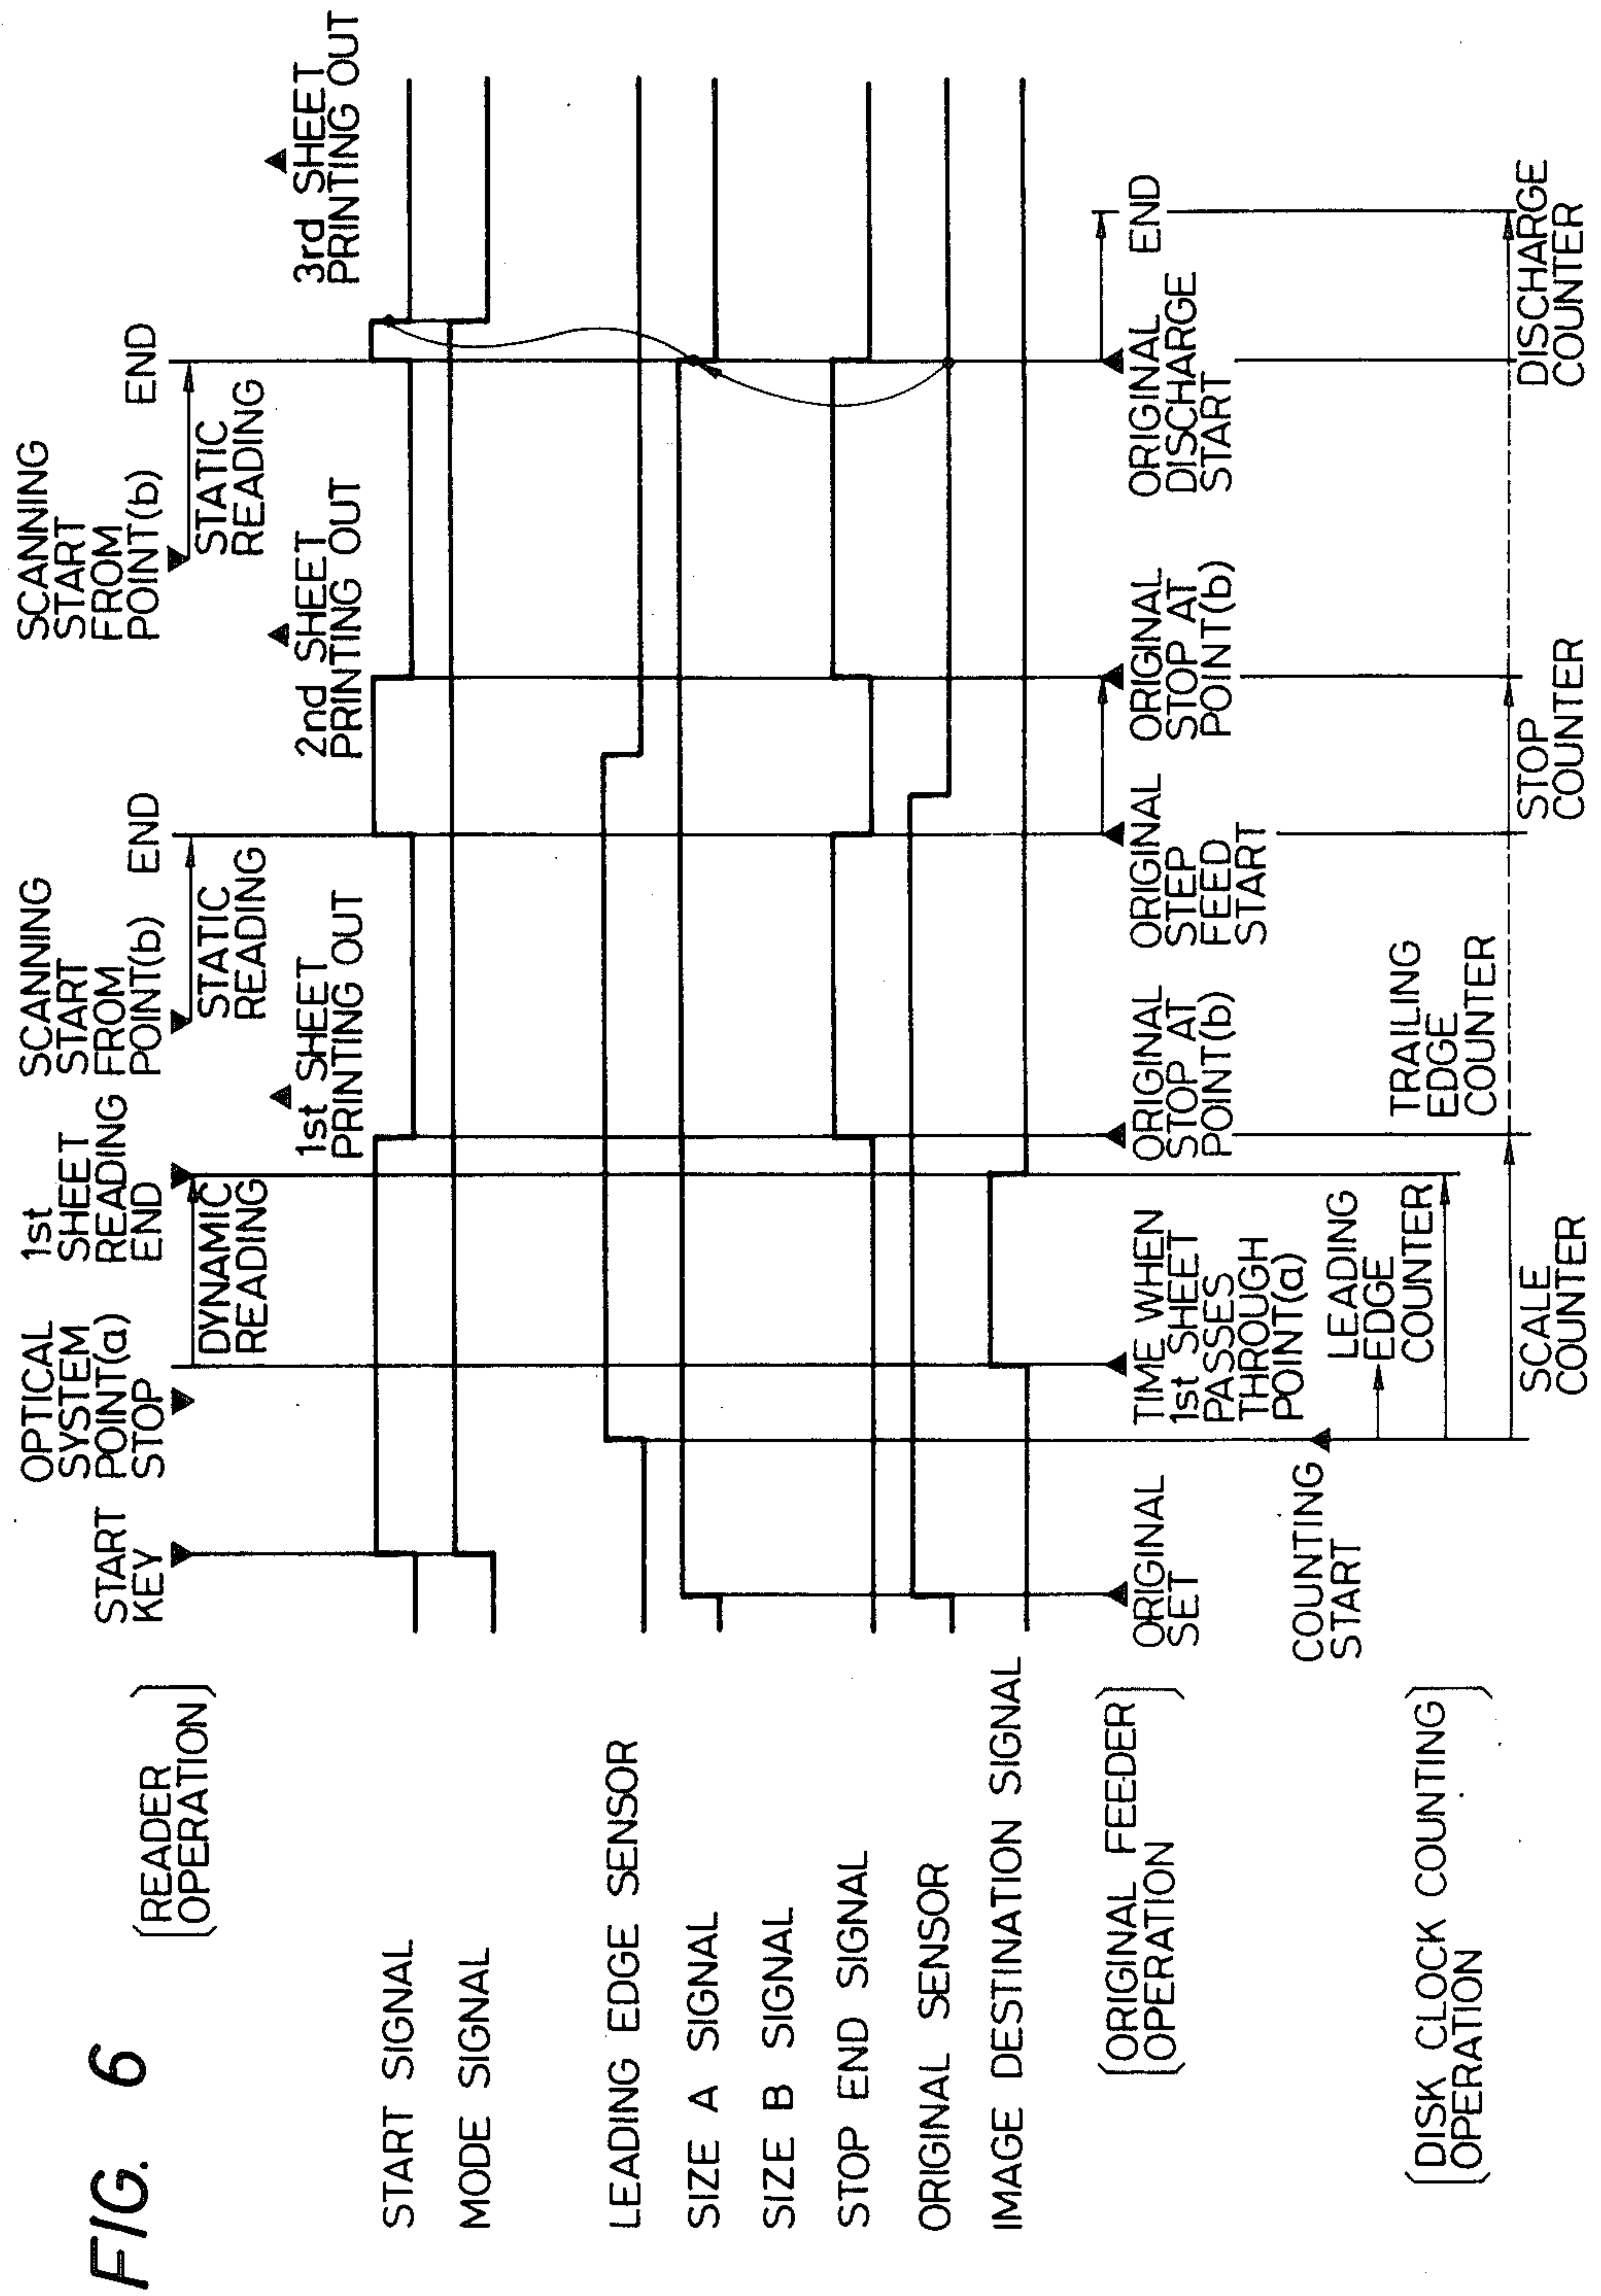 FIG. 6
(READER
OPERATION)
START
KEY
OPTICAL
SYSTEM
POINT(a)
STOP
1st
SHEET
READING
END
SCANNING
START
FROM
POINT(b)
END
SCANNING
START
FROM
POINT(b)
END
DYNAMIC
READING
STATIC
READING
STATIC
READING
1st SHEET
PRINTING OUT
2nd SHEET
PRINTING OUT
3rd SHEET
PRINTING OUT
START SIGNAL
MODE SIGNAL
LEADING EDGE SENSOR
SIZE A SIGNAL
SIZE B SIGNAL
STOP END SIGNAL
ORIGINAL SENSOR
IMAGE DESTINATION SIGNAL
(ORIGINAL FEEDER
OPERATION)
ORIGINAL
SET
TIME WHEN
1st SHEET
PASSES
THROUGH
POINT(a)
ORIGINAL
STOP AT
POINT(b)
ORIGINAL
STEP
FEED
START
ORIGINAL
STOP AT
POINT(b)
ORIGINAL
DISCHARGE
START
END
COUNTING
START
LEADING
EDGE
COUNTER
TRAILING
EDGE
COUNTER
(DISK CLOCK COUNTING
OPERATION)
SCALE
COUNTER
STOP
COUNTER
DISCHARGE
COUNTER